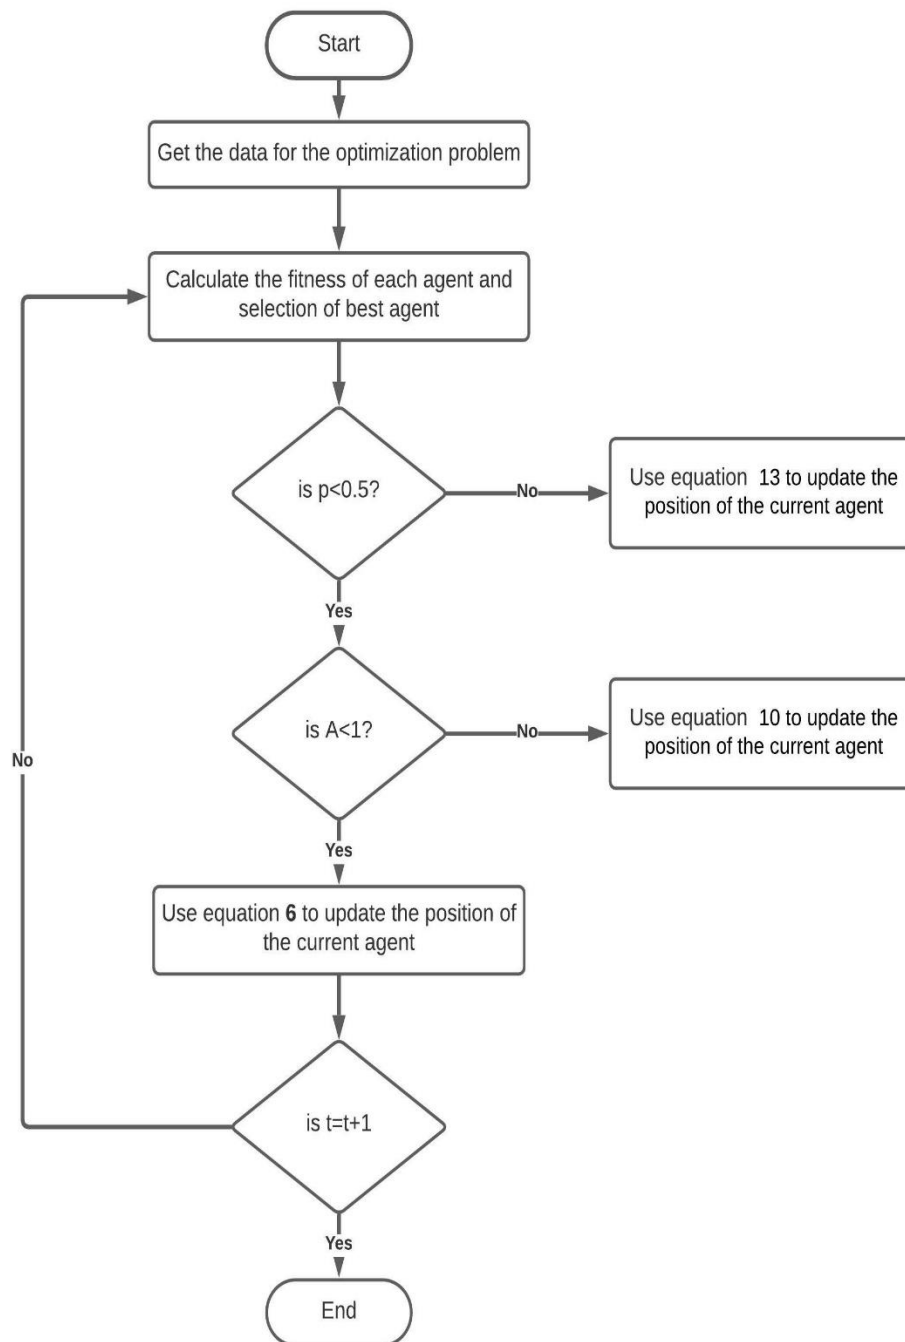 Start
Get the data for the optimization problem
Calculate the fitness of each agent and
selection of best agent
is p<0.5?
No
Use equation 13 to update the
position of the current agent
Yes
is A<1?
No
Use equation 10 to update the
position of the current agent
No
Yes
Use equation 6 to update the position of
the current agent
is t=t+1
Yes
End